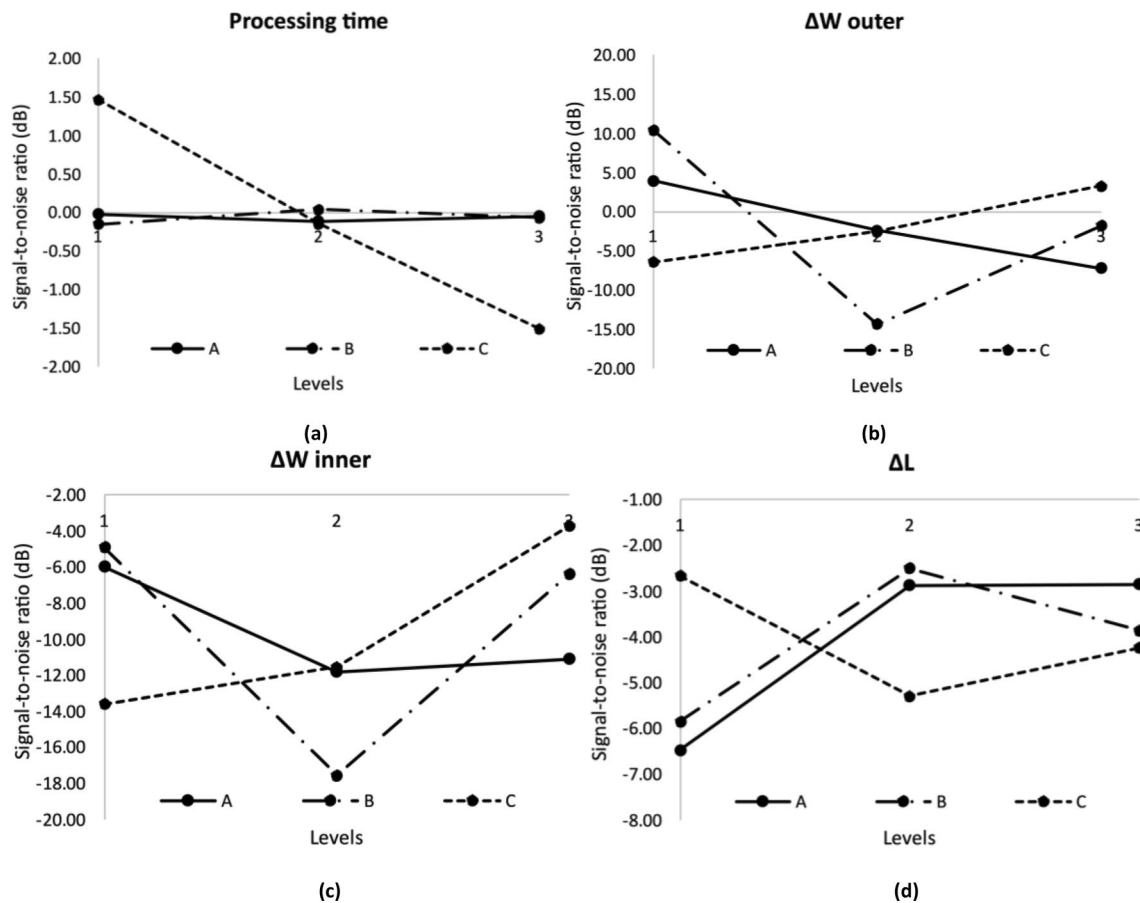 Processing time
2.00
1.50
1.00
0.50
0.00
-0.50
-1.00
-1.50
-2.00
Signal-to-noise ratio (dB)
1 2 3
A B C
Levels
(a)
ΔW outer
20.00
15.00
10.00
5.00
0.00
-5.00
-10.00
-15.00
-20.00
Signal-to-noise ratio (dB)
1 2 3
A B C
Levels
(b)
ΔW inner
-2.00
-4.00
-6.00
-8.00
-10.00
-12.00
-14.00
-16.00
-18.00
-20.00
Signal-to-noise ratio (dB)
1 2 3
A B C
Levels
(c)
ΔL
-1.00
-2.00
-3.00
-4.00
-5.00
-6.00
-7.00
-8.00
Signal-to-noise ratio (dB)
1 2 3
A B C
Levels
(d)